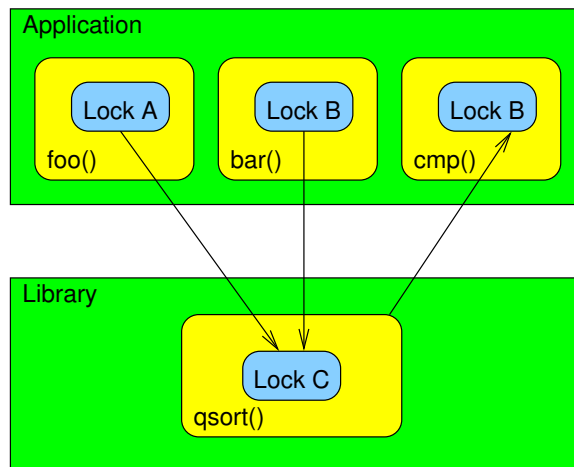 Application
Lock A
Lock B
Lock B
foo()
bar()
cmp()
Library
Lock C
qsort()